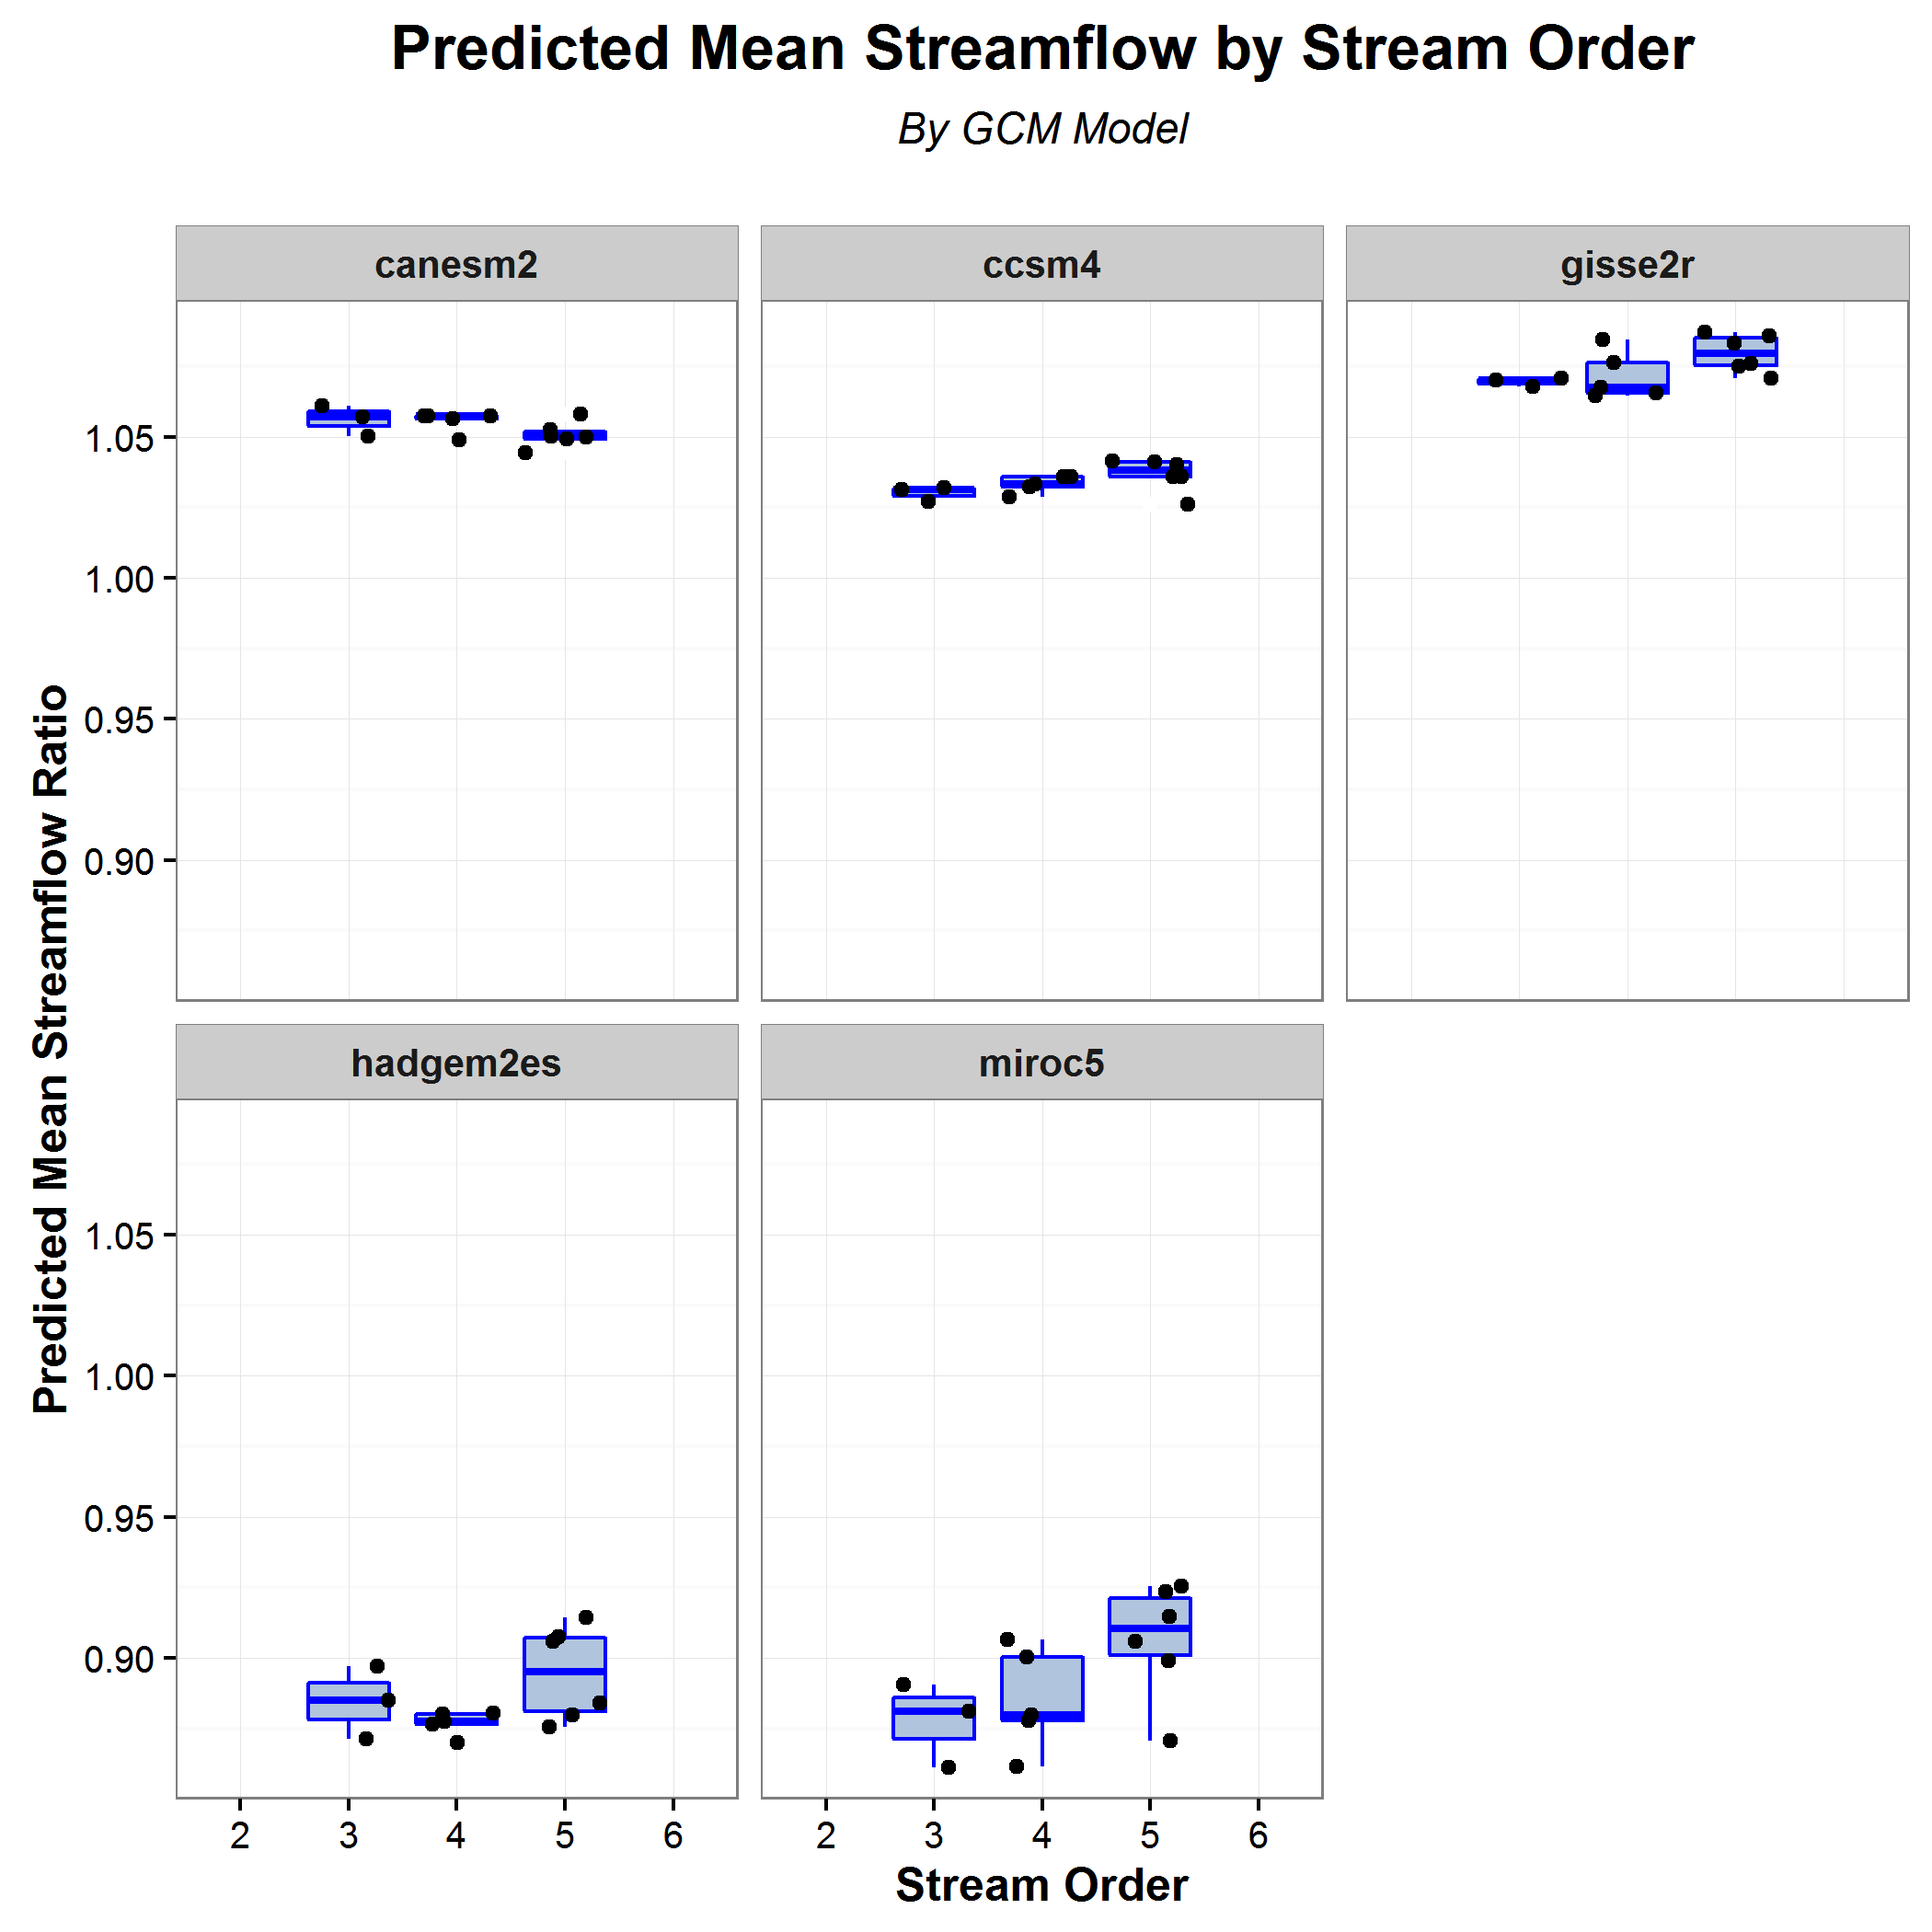 Predicted Mean Streamflow by Stream Order
By GCM Model
canesm2
ccsm4
gisse2r
1.05
1.00
0.95
0.90
Predicted Mean Streamflow Ratio
hadgem2es
miroc5
1.05
1.00
0.95
0.90
2 3 4 5 6
2 3 4 5 6
Stream Order